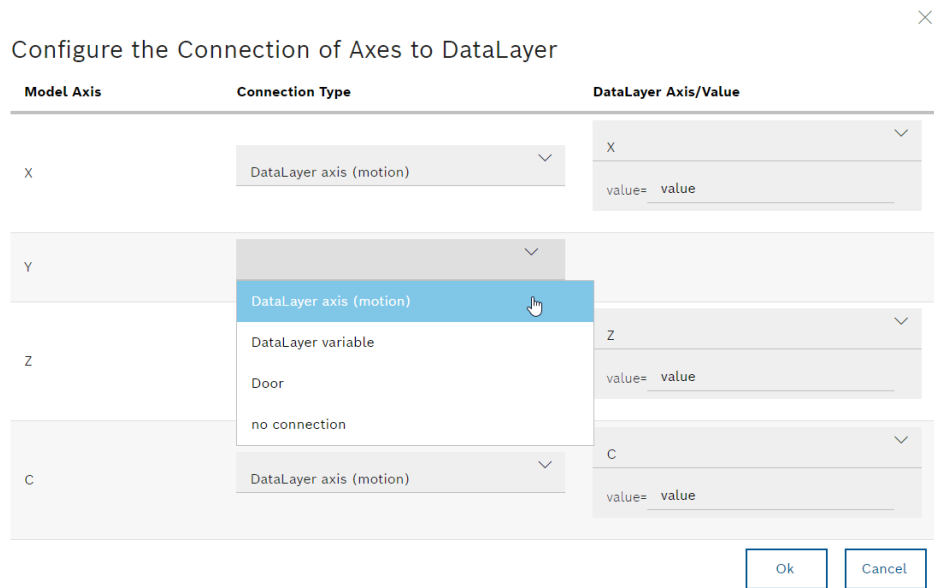 Configure the Connection of Axes to DataLayer
Model Axis Connection Type DataLayer Axis/Value
X DataLayer axis (motion) X
value= value
Y
DataLayer axis (motion)
DataLayer variable
Door
no connection
Z Z
value= value
C DataLayer axis (motion) C
value= value
Ok Cancel